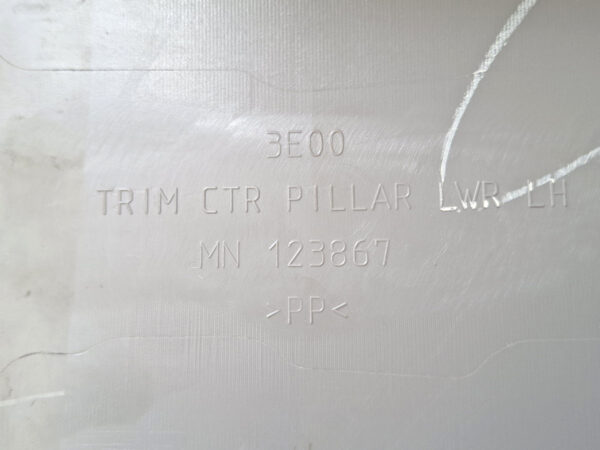 3E00
TRIM CTR PILLAR LWR LH
MN 123867
>PP<